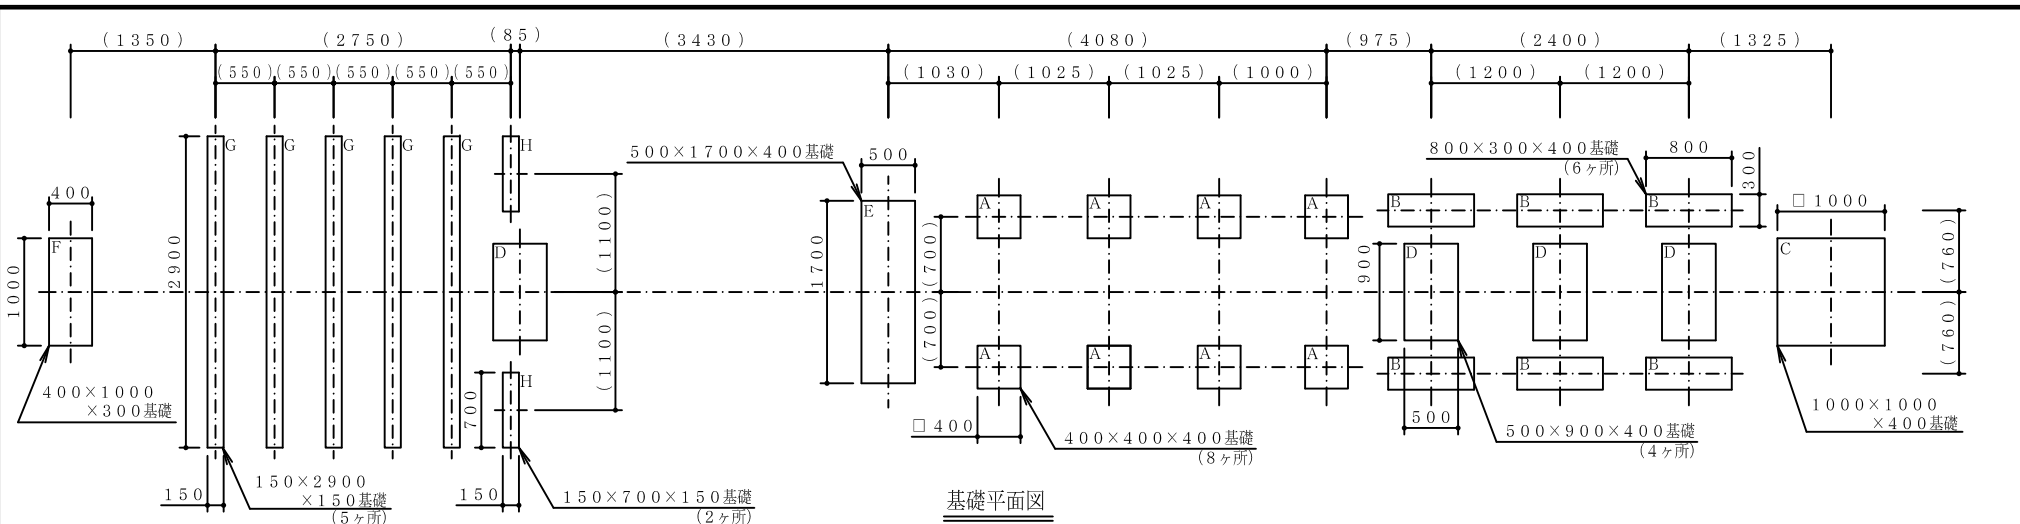 (1350)
(2750)
(85)
(3430)
(4080)
(975)
(2400)
(1325)
(550)(550)(550)(550)(550)
(1030)
(1025)
(1025)
(1000)
(1200)
(1200)
G
G
G
G
G
H
500×1700×400基礎
500
800×300×400基礎
(6ヶ所)
800
300
400
F
1000
2900
D
(1100)
(1100)
E
1700
(700)
(700)
A
A
A
A
B
B
B
□1000
C
(760)
(760)
900
D
D
D
A
A
A
A
B
B
B
400×1000
×300基礎
H
700
□400
400×400×400基礎
(8ヶ所)
500
500×900×400基礎
(4ヶ所)
1000×1000
×400基礎
150
150×2900
×150基礎
(5ヶ所)
150
150×700×150基礎
(2ヶ所)
基礎平面図